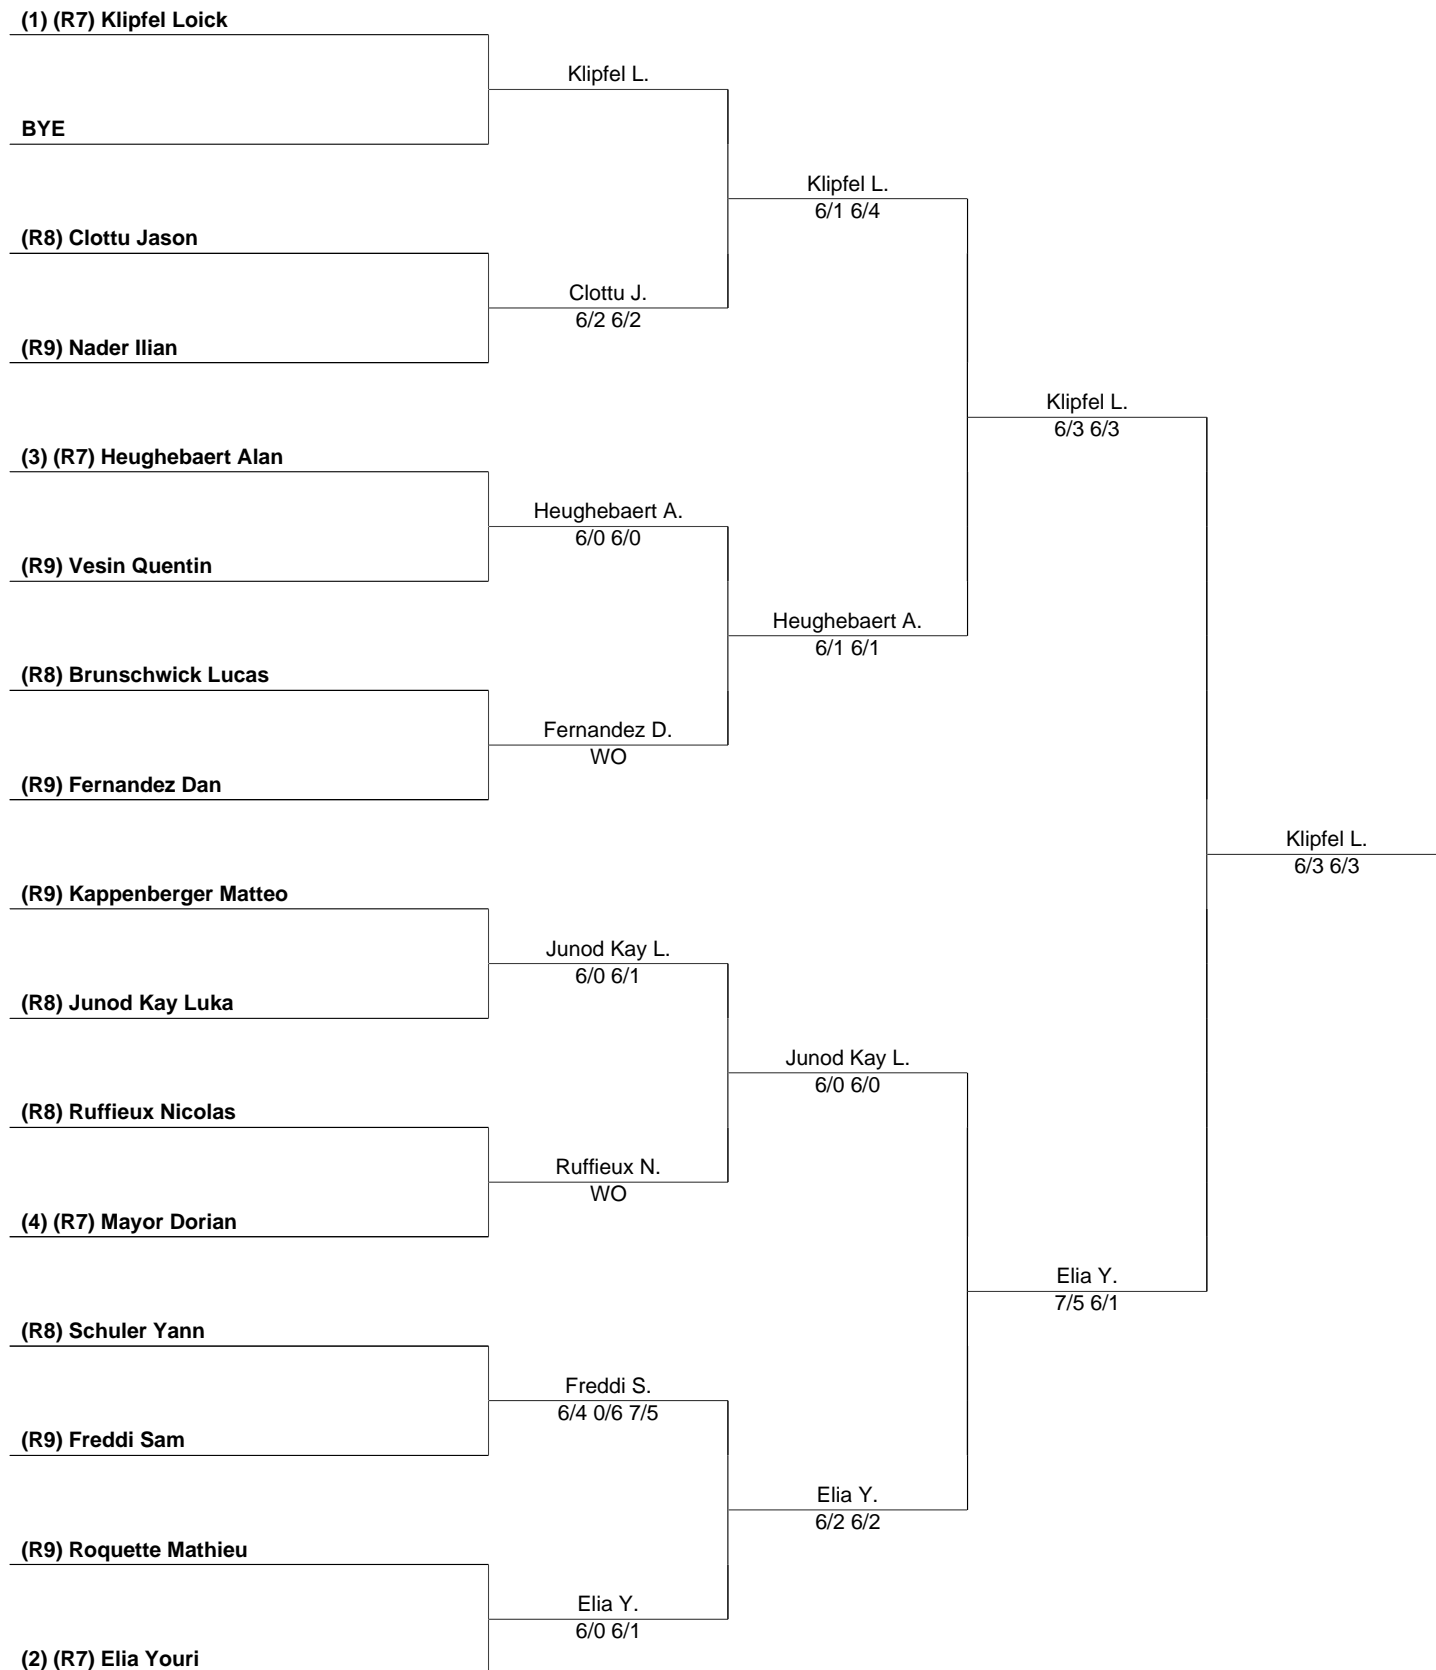 (1) (R7) Klipfel Loick
Klipfel L.
BYE
Klipfel L.
6/1 6/4
(R8) Clottu Jason
Clottu J.
6/2 6/2
(R9) Nader Ilian
Klipfel L.
6/3 6/3
(3) (R7) Heughebaert Alan
Heughebaert A.
6/0 6/0
(R9) Vesin Quentin
Heughebaert A.
6/1 6/1
(R8) Brunschwick Lucas
Fernandez D.
WO
(R9) Fernandez Dan
Klipfel L.
6/3 6/3
(R9) Kappenberger Matteo
Junod Kay L.
6/0 6/1
(R8) Junod Kay Luka
Junod Kay L.
6/0 6/0
(R8) Ruffieux Nicolas
Ruffieux N.
WO
(4) (R7) Mayor Dorian
Elia Y.
7/5 6/1
(R8) Schuler Yann
Freddi S.
6/4 0/6 7/5
(R9) Freddi Sam
Elia Y.
6/2 6/2
(R9) Roquette Mathieu
Elia Y.
6/0 6/1
(2) (R7) Elia Youri